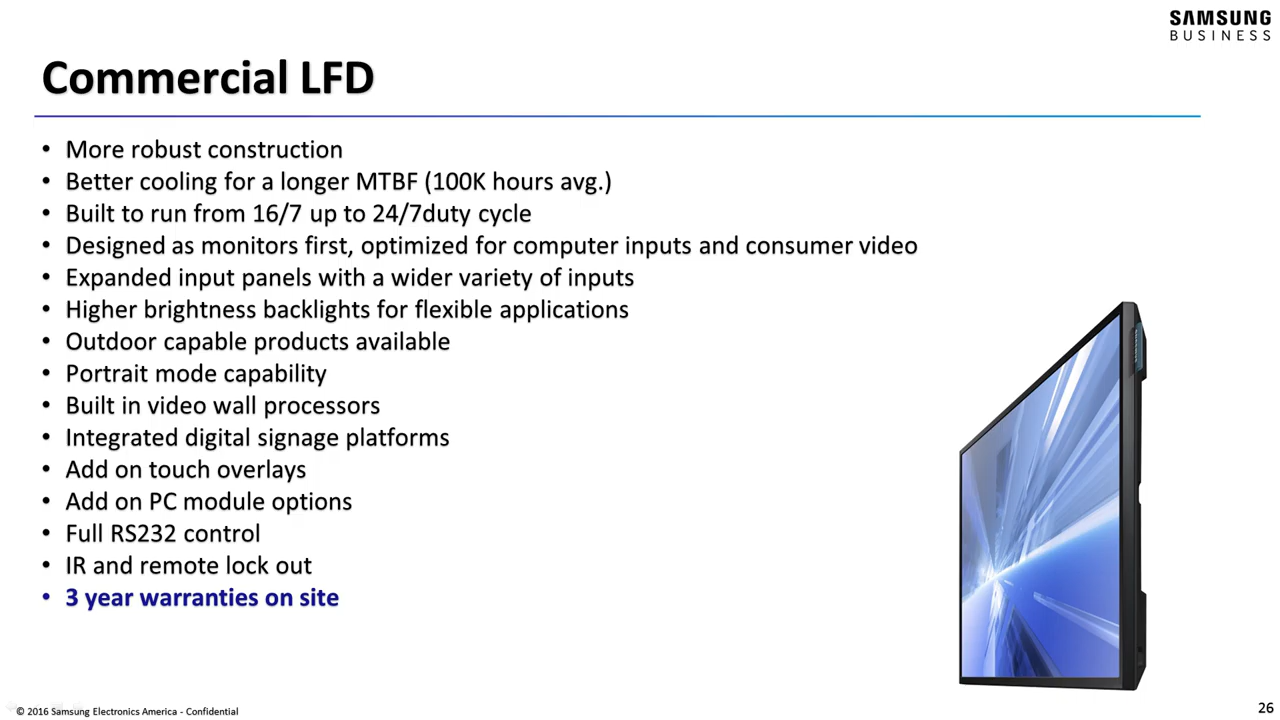 SAMSUNG
BUSINESS
Commercial LFD
• More robust construction
• Better cooling for a longer MTBF (100K hours avg.)
• Built to run from 16/7 up to 24/7duty cycle
• Designed as monitors first, optimized for computer inputs and consumer video
• Expanded input panels with a wider variety of inputs
• Higher brightness backlights for flexible applications
• Outdoor capable products available
• Portrait mode capability
• Built in video wall processors
• Integrated digital signage platforms
• Add on touch overlays
• Add on PC module options
• Full RS232 control
• IR and remote lock out
• 3 year warranties on site
© 2016 Samsung Electronics America - Confidential
26